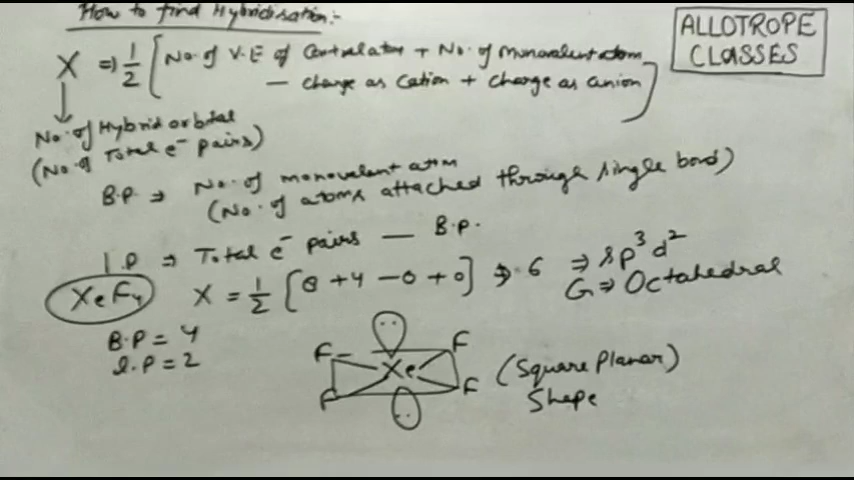 How to find Hybridisation:-
ALLOTROPE
CLASSES
X ⇒ 1/2 [No. of V.E of Central atom + No. of monovalent atom
— charge as Cation + charge as anion]
No. of Hybrid orbital
(No. of Total e⁻ pairs)
B.P. ⇒ No. of monovalent atom
(No. of atoms attached through single bond)
l.p ⇒ Total e⁻ pairs — B.p.
XeF₄ X = 1/2 [8 + 4 - 0 + 0] ⇒ 6 ⇒ sp³d²
G ⇒ Octahedral
B.P = 4
l.P = 2
F F
Xe
F F
(Square Planar)
Shape